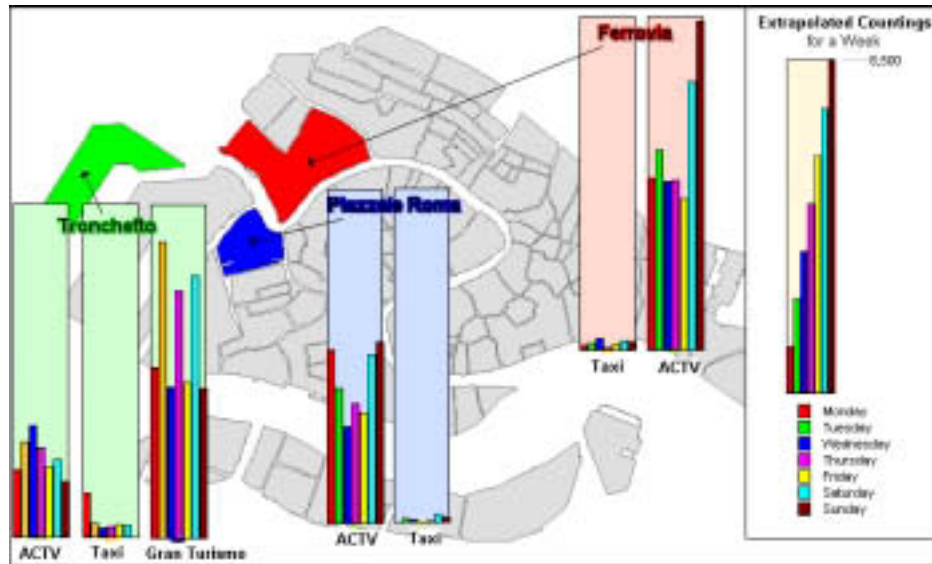 Ferrovia
Extrapolated Countings
for a Week
8,500
Piazzale Roma
Tronchetto
Taxi
ACTV
Monday
Tuesday
Wednesday
Thursday
Friday
Saturday
Sunday
ACTV
Taxi
Gran Turismo
ACTV
Taxi